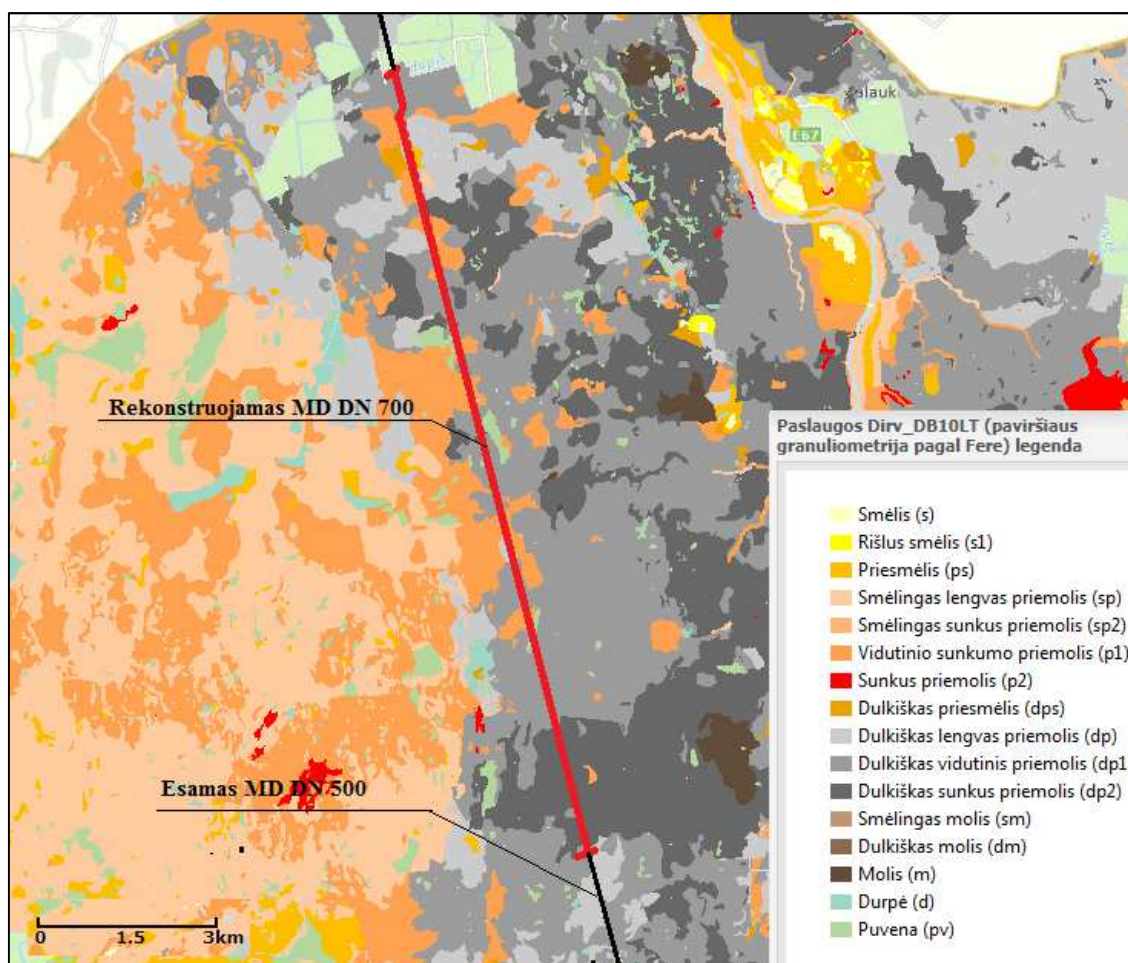 alauk
E67
Rekonstruojamas MD DN 700
Paslaugos Dirv_DB10LT (paviršiaus
granuliometrija pagal Fere) legenda
Smėlis (s)
Rišlus smėlis (s1)
Priesmėlis (ps)
Smėlingas lengvas priemolis (sp)
Smėlingas sunkus priemolis (sp2)
Vidutinio sunkumo priemolis (p1)
Sunkus priemolis (p2)
Dulkiškas priesmėlis (dps)
Dulkiškas lengvas priemolis (dp)
Dulkiškas vidutinis priemolis (dp1
Dulkiškas sunkus priemolis (dp2)
Smėlingas molis (sm)
Dulkiškas molis (dm)
Molis (m)
Durpė (d)
Puvena (pv)
Esamas MD DN 500
0 1.5 3km